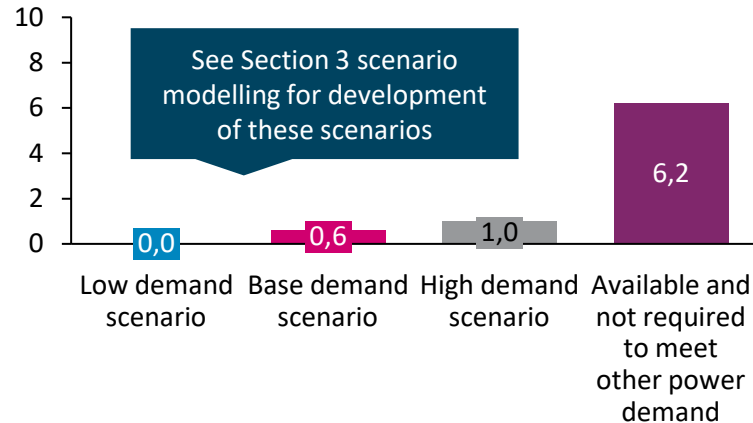 10
8
6
4
2
0
See Section 3 scenario
modelling for development
of these scenarios
0,0
0,6
1,0
6,2
Low demand
scenario
Base demand
scenario
High demand
scenario
Available and
not required
to meet
other power
demand